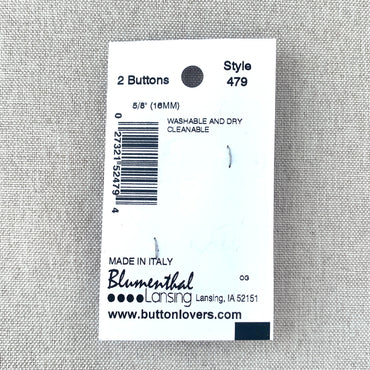 Style
2 Buttons 479
5/8" (16MM)
WASHABLE AND DRY
CLEANABLE
0 27321 52479 4
MADE IN ITALY
Blumenthal
Lansing Lansing, IA 52151
CG
www.buttonlovers.com